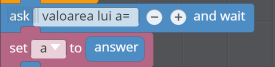 ask valoarea lui a= − + and wait
set a to answer